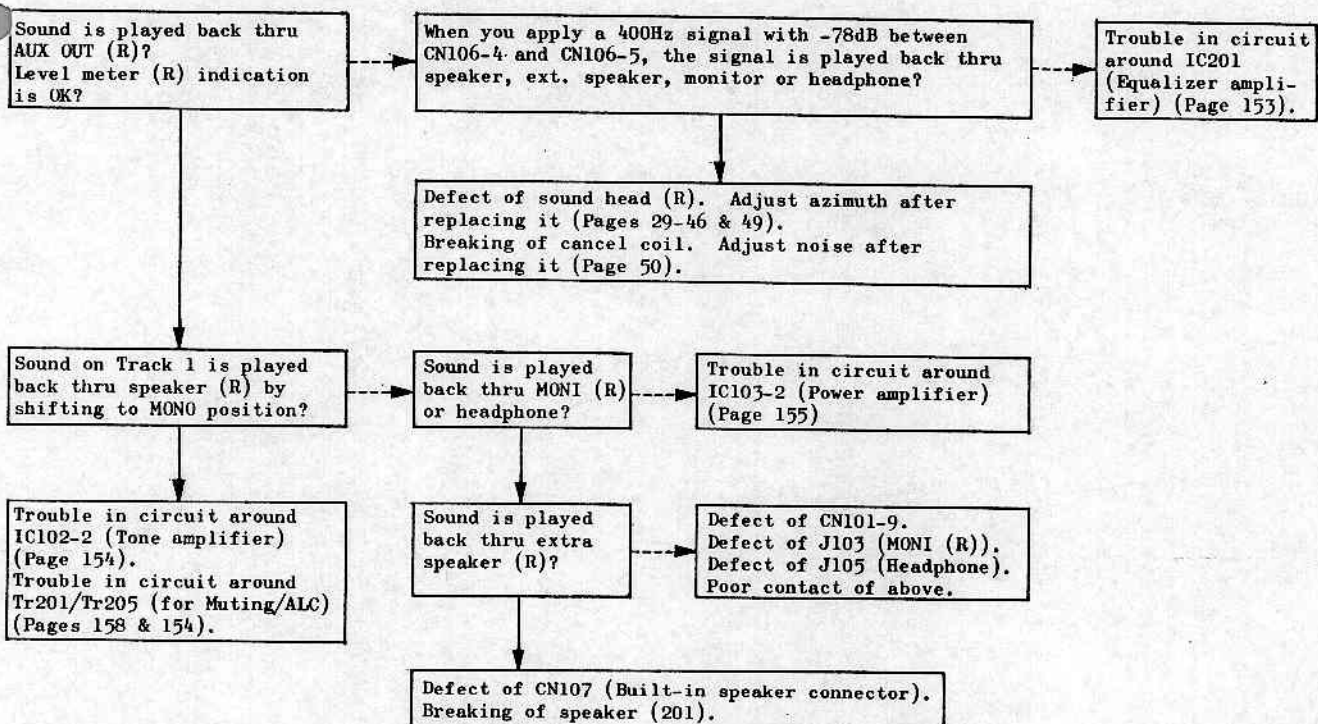 Sound is played back thru
AUX OUT (R)?
Level meter (R) indication
is OK?
When you apply a 400Hz signal with -78dB between
CN106-4 and CN106-5, the signal is played back thru
speaker, ext. speaker, monitor or headphone?
Trouble in circuit
around IC201
(Equalizer ampli-
fier) (Page 153).
Defect of sound head (R). Adjust azimuth after
replacing it (Pages 29-46 & 49).
Breaking of cancel coil. Adjust noise after
replacing it (Page 50).
Sound on Track 1 is played
back thru speaker (R) by
shifting to MONO position?
Sound is played
back thru MONI (R)
or headphone?
Trouble in circuit around
IC103-2 (Power amplifier)
(Page 155)
Trouble in circuit around
IC102-2 (Tone amplifier)
(Page 154).
Trouble in circuit around
Tr201/Tr205 (for Muting/ALC)
(Pages 158 & 154).
Sound is played
back thru extra
speaker (R)?
Defect of CN101-9.
Defect of J103 (MONI (R)).
Defect of J105 (Headphone).
Poor contact of above.
Defect of CN107 (Built-in speaker connector).
Breaking of speaker (201).